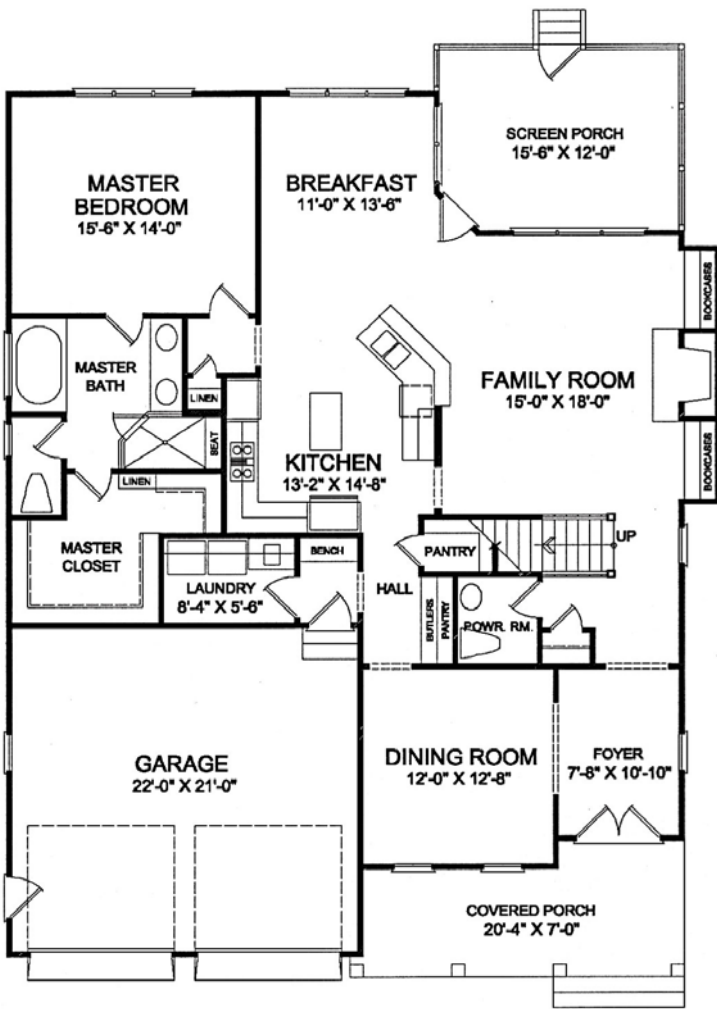 SCREEN PORCH
15'-6" X 12'-0"
MASTER
BEDROOM
15'-6" X 14'-0"
BREAKFAST
11'-0" X 13'-6"
BOOKCASES
MASTER
BATH
LINEN
FAMILY ROOM
15'-0" X 18'-0"
SEAT
KITCHEN
13'-2" X 14'-8"
BOOKCASES
LINEN
MASTER
CLOSET
LAUNDRY
8'-4" X 5'-6"
BENCH
PANTRY
UP
HALL
BUTLERS
PANTRY
POWR. RM.
GARAGE
22'-0" X 21'-0"
DINING ROOM
12'-0" X 12'-8"
FOYER
7'-8" X 10'-10"
COVERED PORCH
20'-4" X 7'-0"